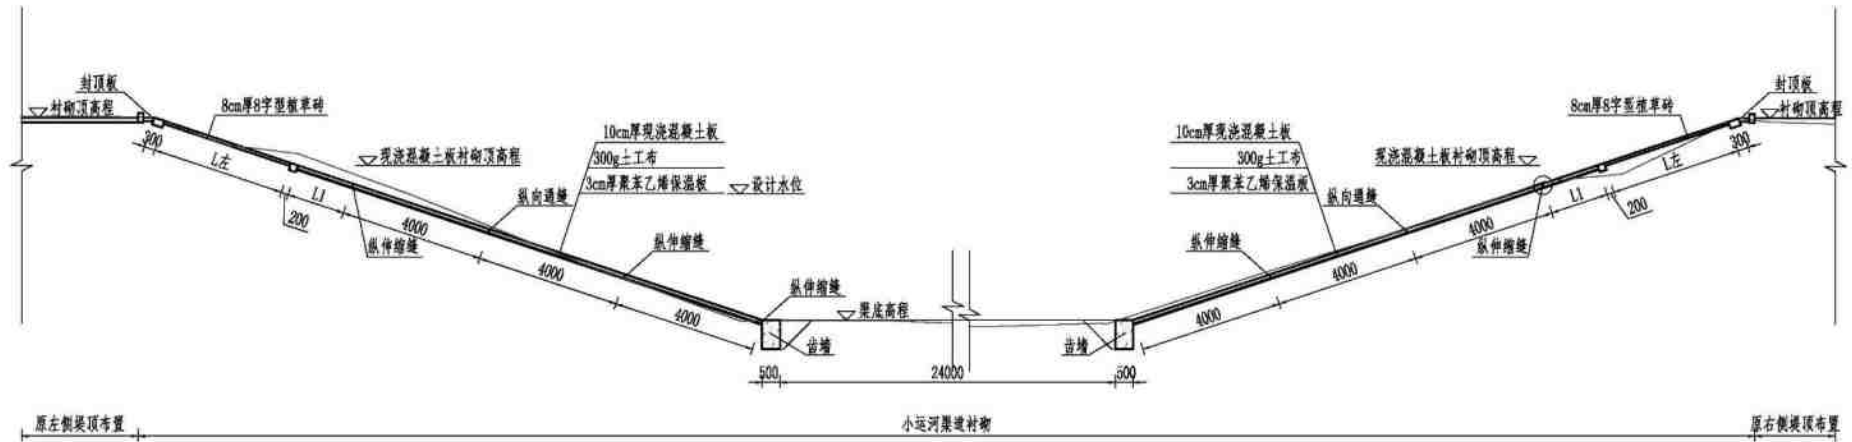 封顶板
衬砌顶高程
8cm厚8字型植草砖
10cm厚现浇混凝土板
300g土工布
3cm厚聚苯乙烯保温板
现浇混凝土板衬砌顶高程
设计水位
纵向通缝
纵伸缩缝
纵伸缩缝
纵伸缩缝
300
L左
200
L1
4000
4000
4000
渠底高程
齿墙
500
24000
500
齿墙
封顶板
衬砌顶高程
8cm厚8字型植草砖
10cm厚现浇混凝土板
300g土工布
3cm厚聚苯乙烯保温板
现浇混凝土板衬砌顶高程
纵向通缝
纵伸缩缝
纵伸缩缝
300
L左
200
L1
4000
4000
4000
原左侧堤顶布置
小运河渠道衬砌
原右侧堤顶布置